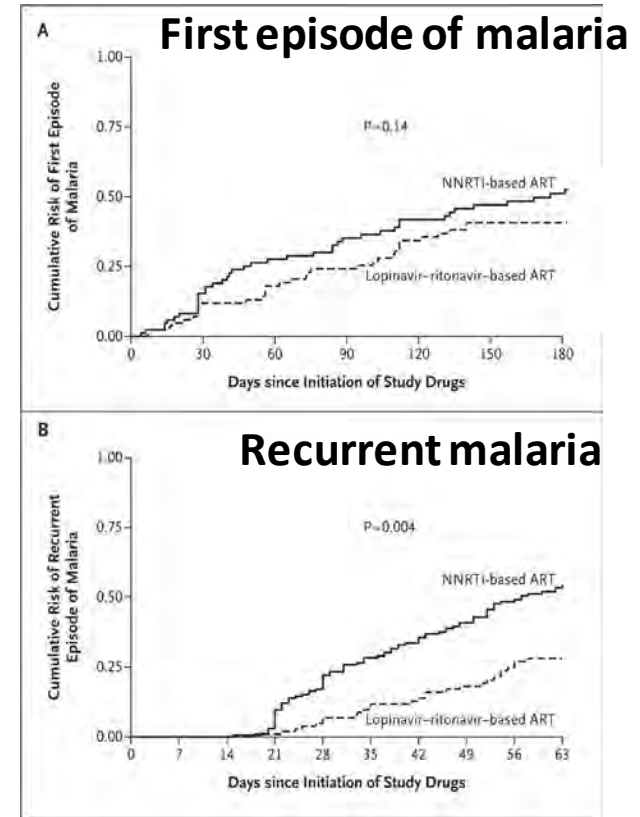 A
First episode of malaria
Cumulative Risk of First Episode
of Malaria
1.00
0.75
0.50
0.25
0.00
P=0.14
NNRTI-based ART
Lopinavir–ritonavir–based ART
0 30 60 90 120 150 180
Days since Initiation of Study Drugs
B
Recurrent malaria
Cumulative Risk of Recurrent
Episode of Malaria
1.00
0.75
0.50
0.25
0.00
P=0.004
NNRTI-based ART
Lopinavir–ritonavir–based ART
0 7 14 21 28 35 42 49 56 63
Days since Initiation of Study Drugs